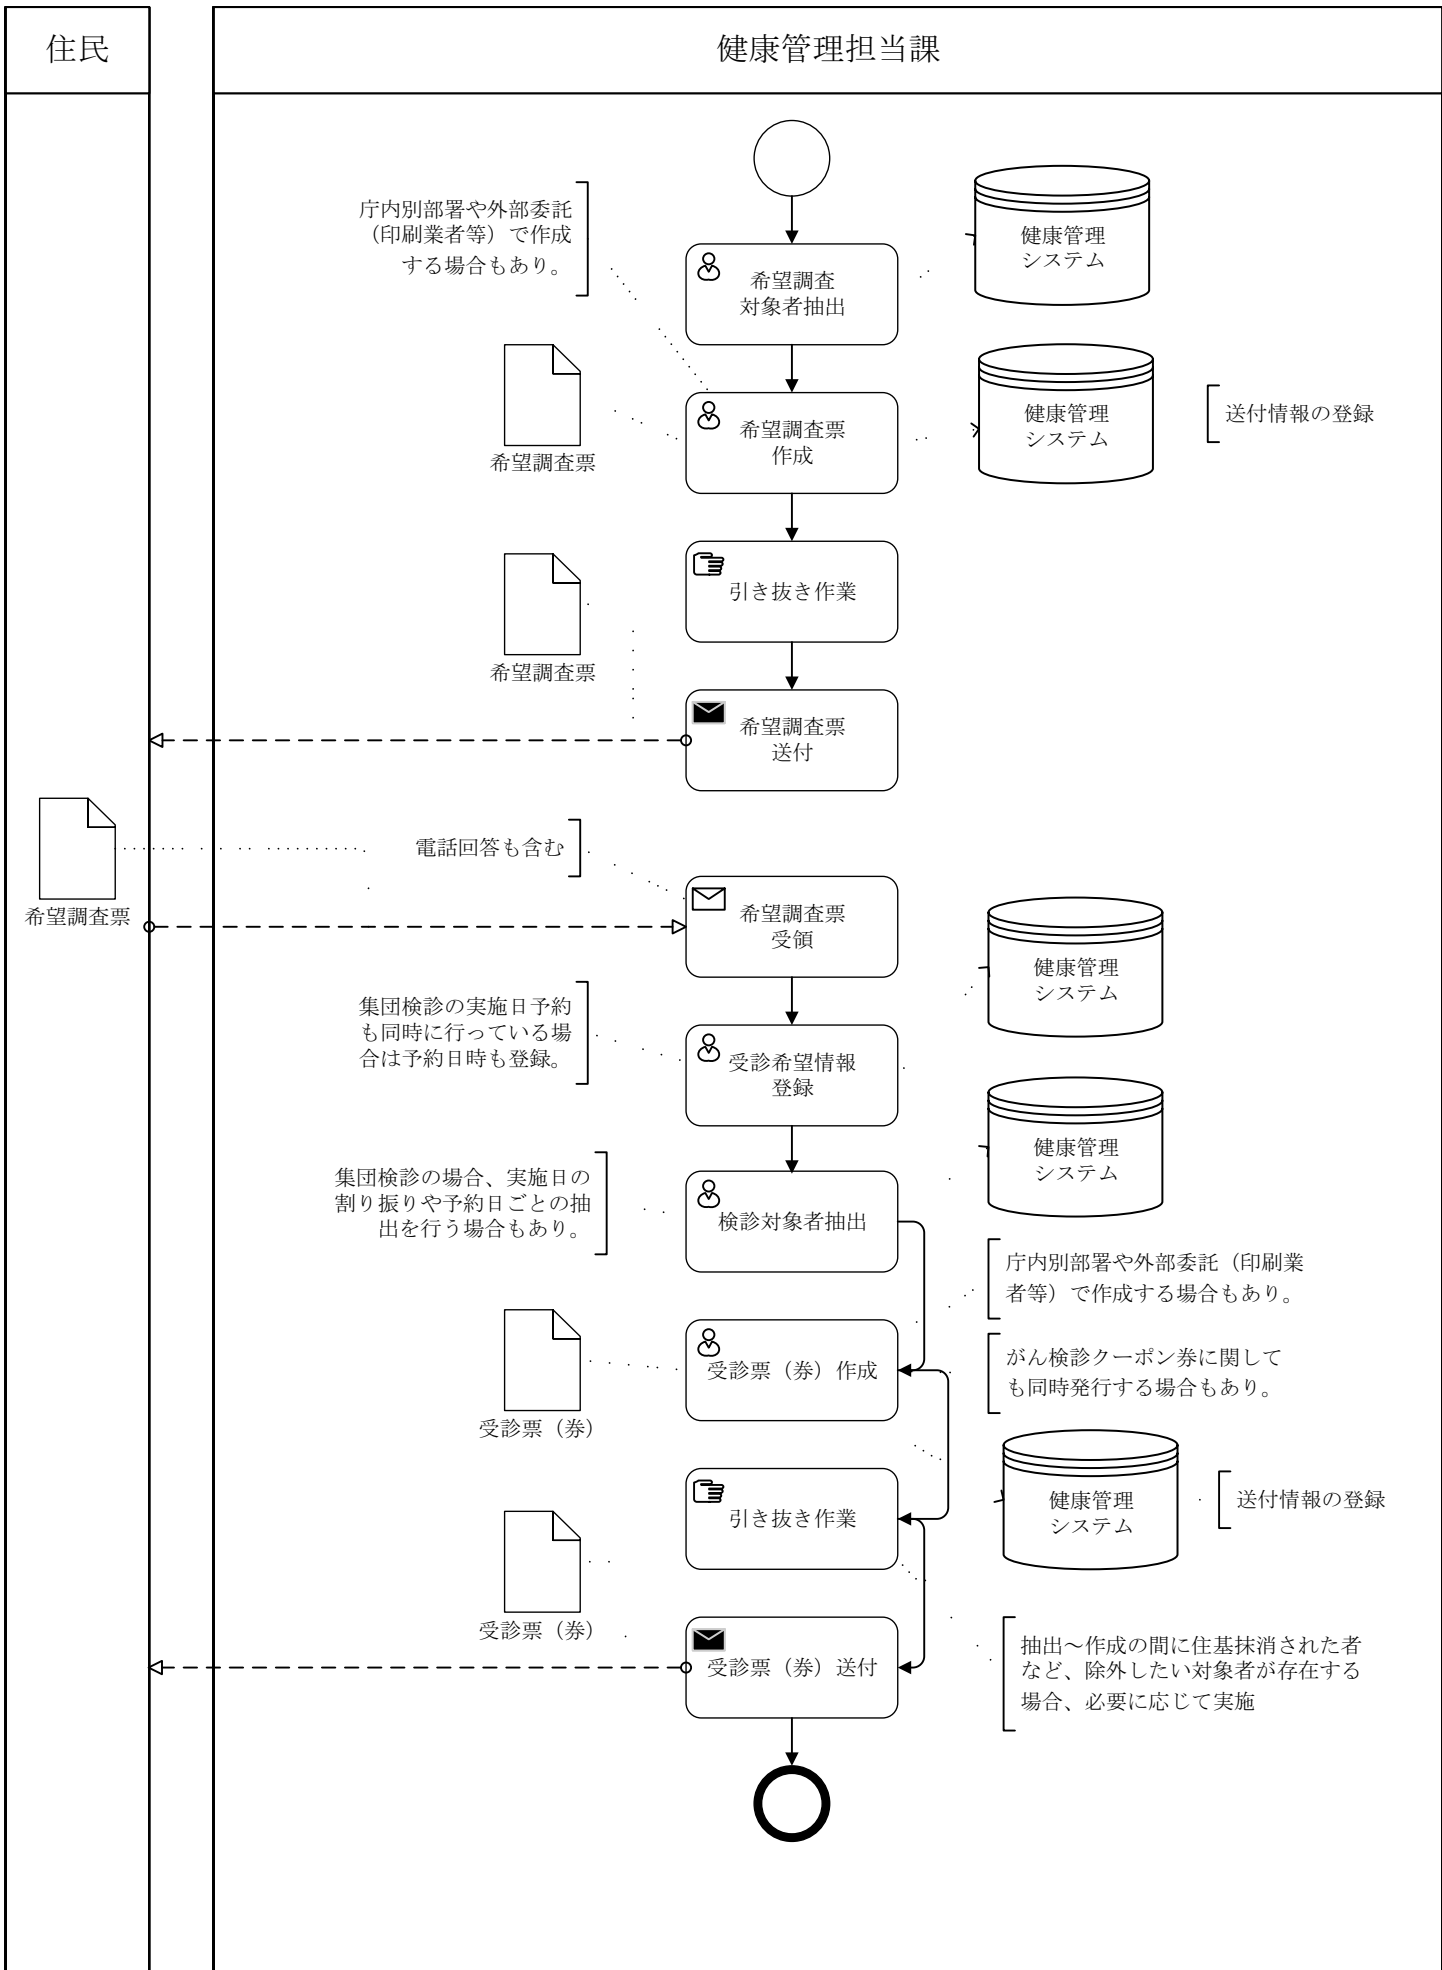 住民
健康管理担当課
庁内別部署や外部委託
（印刷業者等）で作成
する場合もあり。
希望調査
対象者抽出
健康管理
システム
希望調査票
希望調査票
作成
健康管理
システム
送付情報の登録
希望調査票
引き抜き作業
希望調査票
送付
希望調査票
電話回答も含む
希望調査票
受領
健康管理
システム
集団検診の実施日予約
も同時に行っている場
合は予約日時も登録。
受診希望情報
登録
健康管理
システム
集団検診の場合、実施日の
割り振りや予約日ごとの抽
出を行う場合もあり。
検診対象者抽出
庁内別部署や外部委託（印刷業
者等）で作成する場合もあり。
受診票（券）
受診票（券）作成
がん検診クーポン券に関して
も同時発行する場合もあり。
引き抜き作業
健康管理
システム
送付情報の登録
受診票（券）
受診票（券）送付
抽出～作成の間に住基抹消された者
など、除外したい対象者が存在する
場合、必要に応じて実施